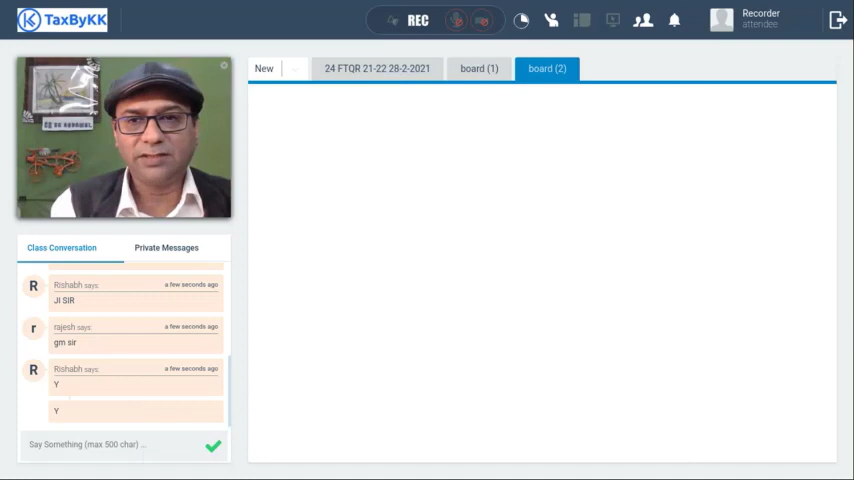 TaxByKK
REC
Recorder
attendee
New
24 FTQR 21-22 28-2-2021
board (1)
board (2)
Class Conversation
Private Messages
R
Rishabh says:
a few seconds ago
JI SIR
r
rajesh says:
a few seconds ago
gm sir
R
Rishabh says:
a few seconds ago
Y
Y
Say Something (max 500 char) ...